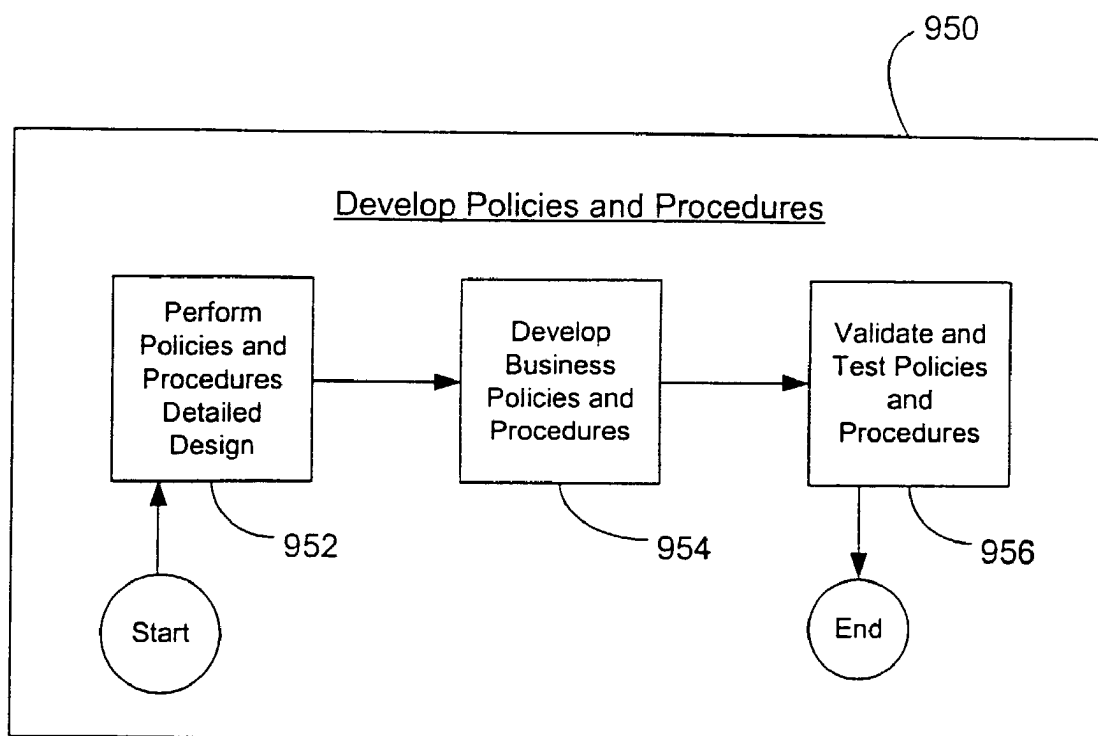 950
Develop Policies and Procedures
Perform
Policies and
Procedures
Detailed
Design
Develop
Business
Policies and
Procedures
Validate and
Test Policies
and
Procedures
952
954
956
Start
End